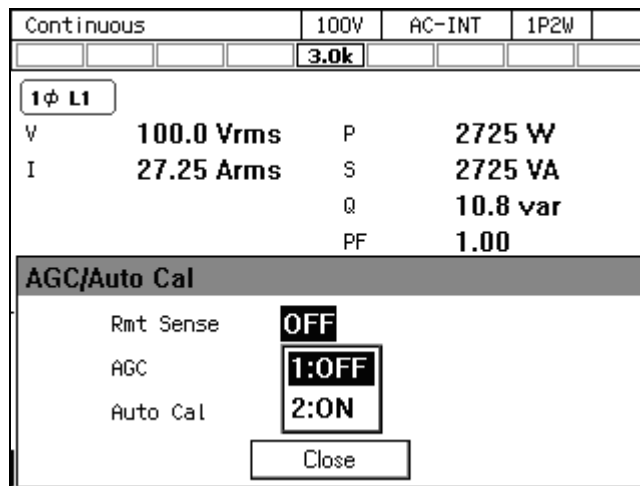 Continuous 100V AC-INT 1P2W
3.0k
1ϕ L1
V 100.0 Vrms P 2725 W
I 27.25 Arms S 2725 VA
Q 10.8 var
PF 1.00
AGC/Auto Cal
Rmt Sense OFF
AGC 1:OFF
Auto Cal 2:ON
Close